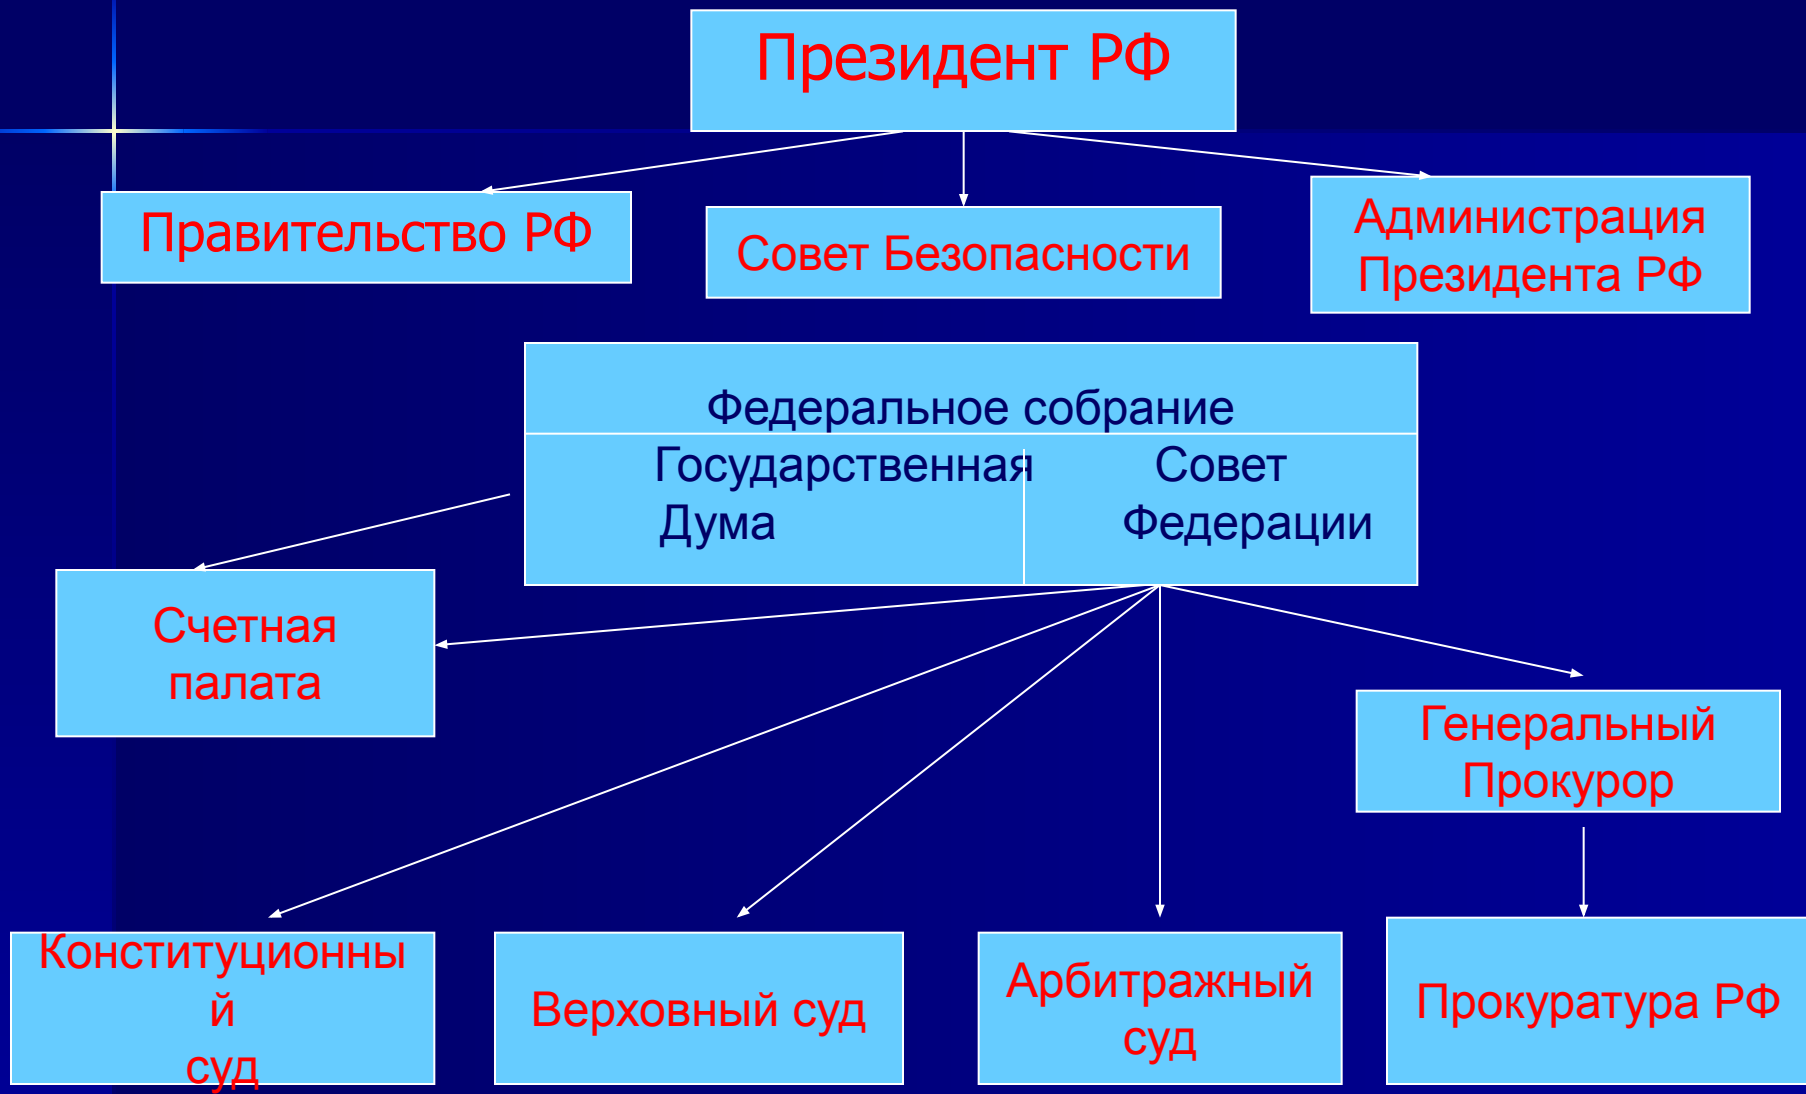 Президент РФ
Правительство РФ
Совет Безопасности
Администрация
Президента РФ
Федеральное собрание
Государственная Совет
Дума Федерации
Счетная
палата
Генеральный
Прокурор
Конституционны
й
суд
Верховный суд
Арбитражный
суд
Прокуратура РФ